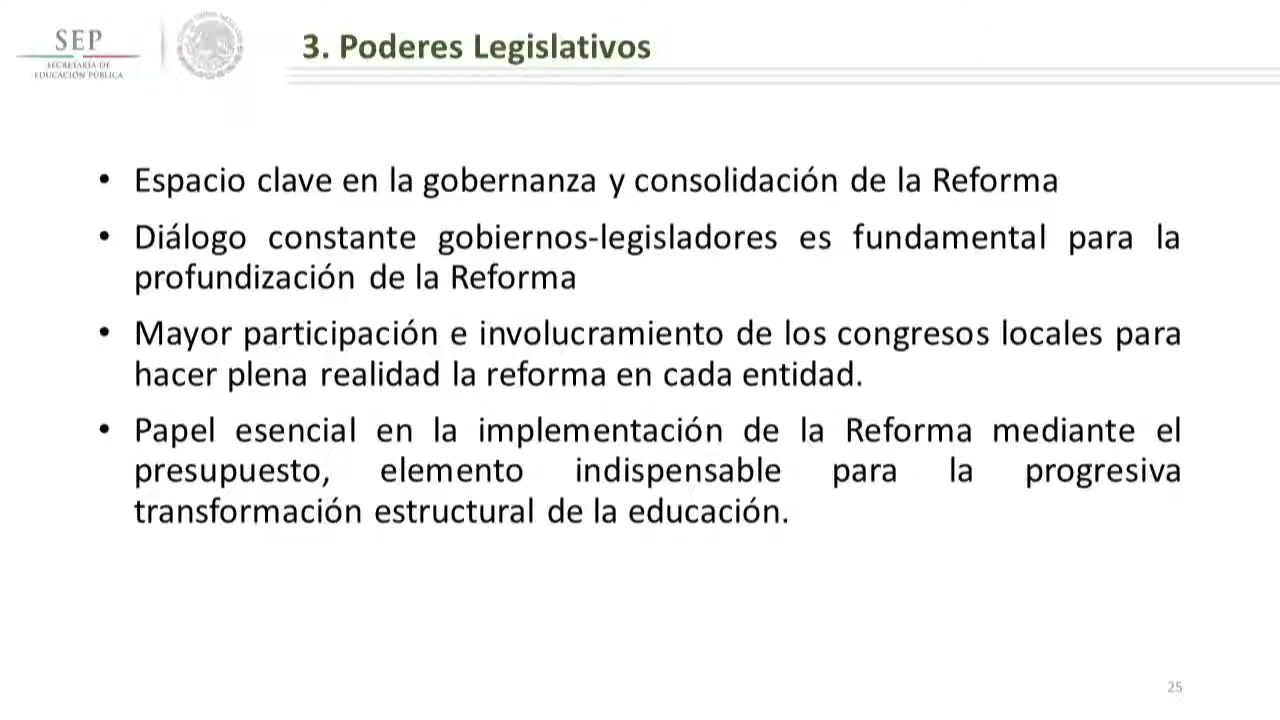 SEP
SECRETARÍA DE
EDUCACIÓN PÚBLICA
3. Poderes Legislativos
• Espacio clave en la gobernanza y consolidación de la Reforma
• Diálogo constante gobiernos-legisladores es fundamental para la
profundización de la Reforma
• Mayor participación e involucramiento de los congresos locales para
hacer plena realidad la reforma en cada entidad.
• Papel esencial en la implementación de la Reforma mediante el
presupuesto, elemento indispensable para la progresiva
transformación estructural de la educación.
25